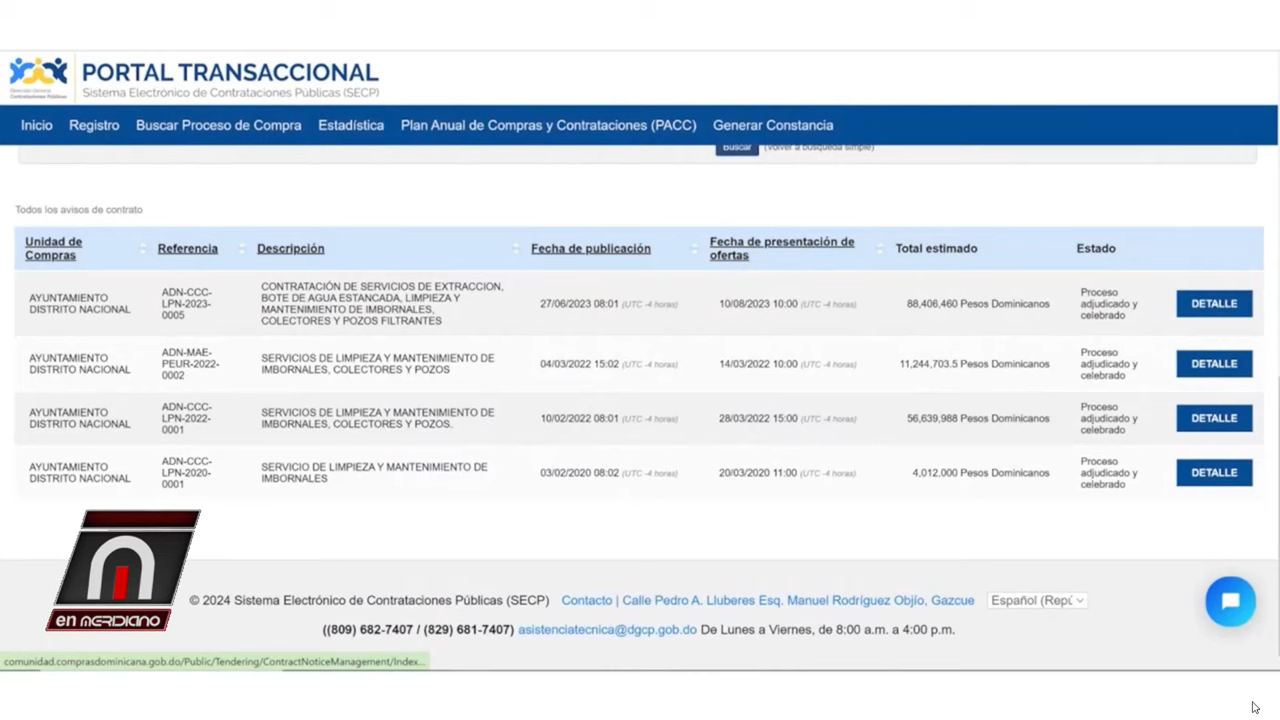 PORTAL TRANSACCIONAL
Sistema Electrónico de Contrataciones Públicas (SECP)
Inicio Registro Buscar Proceso de Compra Estadística Plan Anual de Compras y Contrataciones (PACC) Generar Constancia
Buscar (Volver a búsqueda simple)
Todos los avisos de contrato
Unidad de Compras Referencia Descripción Fecha de publicación Fecha de presentación de ofertas Total estimado Estado
AYUNTAMIENTO
DISTRITO NACIONAL
ADN-CCC-
LPN-2023-
0005
CONTRATACIÓN DE SERVICIOS DE EXTRACCION,
BOTE DE AGUA ESTANCADA, LIMPIEZA Y
MANTENIMIENTO DE IMBORNALES,
COLECTORES Y POZOS FILTRANTES
27/06/2023 08:01 (UTC -4 horas)
10/08/2023 10:00 (UTC -4 horas)
88,406,460 Pesos Dominicanos
Proceso
adjudicado y
celebrado
DETALLE
AYUNTAMIENTO
DISTRITO NACIONAL
ADN-MAE-
PEUR-2022-
0002
SERVICIOS DE LIMPIEZA Y MANTENIMIENTO DE
IMBORNALES, COLECTORES Y POZOS
04/03/2022 15:02 (UTC -4 horas)
14/03/2022 10:00 (UTC -4 horas)
11,244,703.5 Pesos Dominicanos
Proceso
adjudicado y
celebrado
DETALLE
AYUNTAMIENTO
DISTRITO NACIONAL
ADN-CCC-
LPN-2022-
0001
SERVICIOS DE LIMPIEZA Y MANTENIMIENTO DE
IMBORNALES, COLECTORES Y POZOS.
10/02/2022 08:01 (UTC -4 horas)
28/03/2022 15:00 (UTC -4 horas)
56,639,988 Pesos Dominicanos
Proceso
adjudicado y
celebrado
DETALLE
AYUNTAMIENTO
DISTRITO NACIONAL
ADN-CCC-
LPN-2020-
0001
SERVICIO DE LIMPIEZA Y MANTENIMIENTO DE
IMBORNALES
03/02/2020 08:02 (UTC -4 horas)
20/03/2020 11:00 (UTC -4 horas)
4,012,000 Pesos Dominicanos
Proceso
adjudicado y
celebrado
DETALLE
en MERDIANO
© 2024 Sistema Electrónico de Contrataciones Públicas (SECP) Contacto | Calle Pedro A. Lluberes Esq. Manuel Rodríguez Objío, Gazcue Español (Repú
((809) 682-7407 / (829) 681-7407) asistenciatecnica@dgcp.gob.do De Lunes a Viernes, de 8:00 a.m. a 4:00 p.m.
comunidad.comprasdominicana.gob.do/Public/Tendering/ContractNoticeManagement/Index...